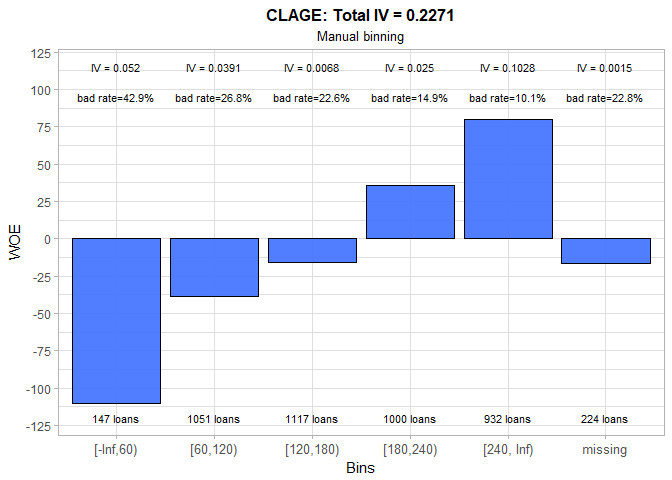 CLAGE: Total IV = 0.2271
Manual binning
125
IV = 0.052 IV = 0.0391 IV = 0.0068 IV = 0.025 IV = 0.1028 IV = 0.0015
100
bad rate=42.9% bad rate=26.8% bad rate=22.6% bad rate=14.9% bad rate=10.1% bad rate=22.8%
75
50
25
0
-25
-50
-75
-100
-125
WOE
147 loans 1051 loans 1117 loans 1000 loans 932 loans 224 loans
[-Inf,60) [60,120) [120,180) [180,240) [240, Inf) missing
Bins